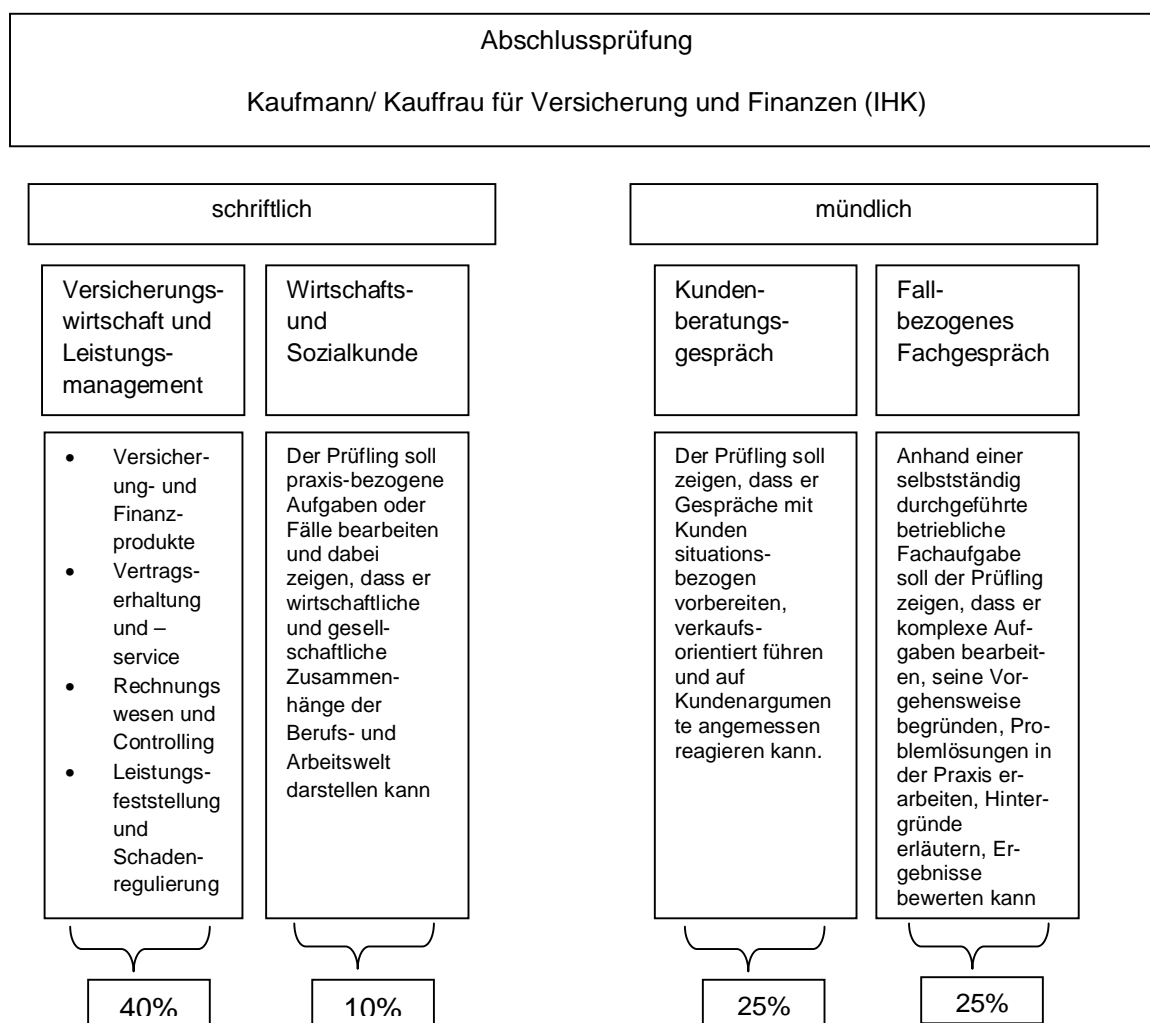 Abschlussprüfung
Kaufmann/ Kauffrau für Versicherung und Finanzen (IHK)
schriftlich
Versicherungs-
wirtschaft und
Leistungs-
management
• Versicher-
ung- und
Finanz-
produkte
• Vertrags-
erhaltung
und –
service
• Rechnungs
wesen und
Controlling
• Leistungs-
feststellung
und
Schaden-
regulierung
40%
Wirtschafts-
und
Sozialkunde
Der Prüfling soll
praxis-bezogene
Aufgaben oder
Fälle bearbeiten
und dabei
zeigen, dass er
wirtschaftliche
und gesell-
schaftliche
Zusammen-
hänge der
Berufs- und
Arbeitswelt
darstellen kann
10%
mündlich
Kunden-
beratungs-
gespräch
Der Prüfling soll
zeigen, dass er
Gespräche mit
Kunden
situations-
bezogen
vorbereiten,
verkaufs-
orientiert führen
und auf
Kundenargumen
te angemessen
reagieren kann.
25%
Fall-
bezogenes
Fachgespräch
Anhand einer
selbstständig
durchgeführte
betriebliche
Fachaufgabe
soll der Prüfling
zeigen, dass er
komplexe Auf-
gaben bearbeit-
en, seine Vor-
gehensweise
begründen, Pro-
blemlösungen in
der Praxis er-
arbeiten, Hinter-
gründe
erläutern, Er-
gebnisse
bewerten kann
25%